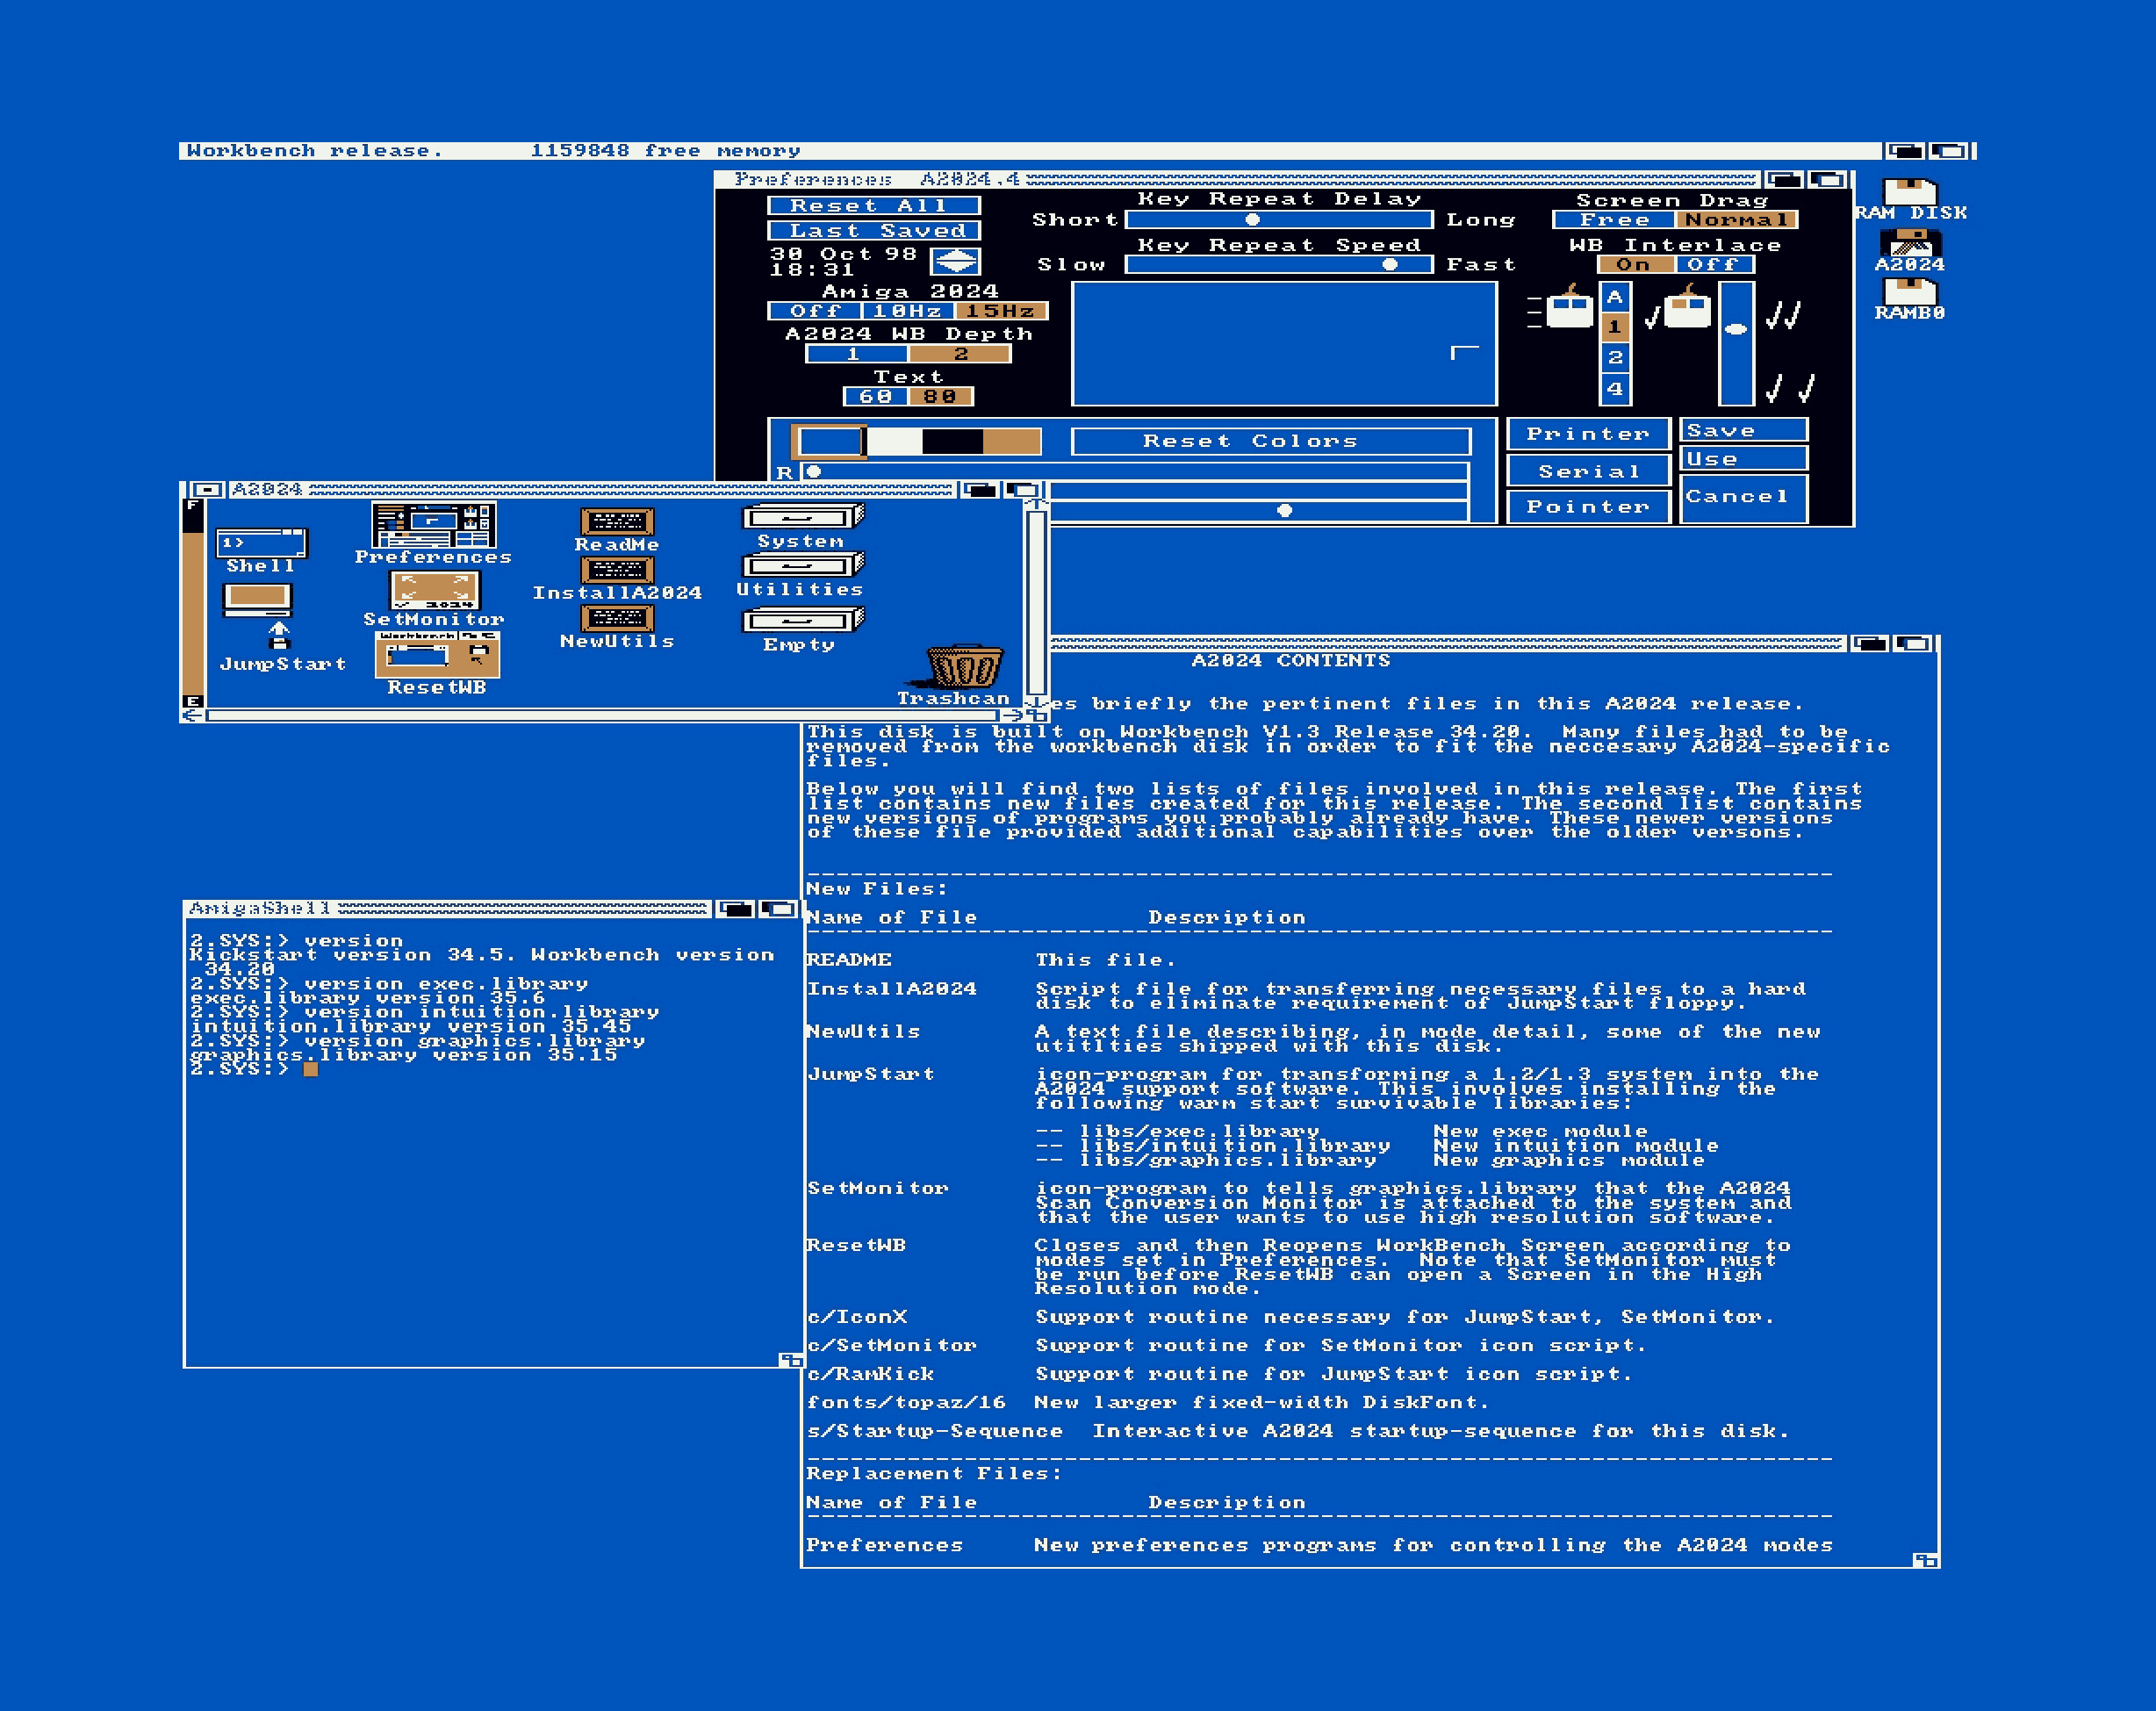 Workbench release. 1159848 free memory
Preferences A2024.4
Reset All
Last Saved
30 Oct 98
18:31
Amiga 2024
Off 10Hz 15Hz
A2024 WB Depth
1 2
Text
60 80
Key Repeat Delay
Short Long
Key Repeat Speed
Slow Fast
Screen Drag
Free Normal
WB Interlace
On Off
A
1
2
4
Reset Colors
R
Printer
Serial
Pointer
Save
Use
Cancel
RAM DISK
A2024
RAMB0
A2024
F
E
1>
Shell
JumpStart
Preferences
2024
SetMonitor
Workbench
ResetWB
ReadMe
InstallA2024
NewUtils
System
Utilities
Empty
Trashcan
A2024 CONTENTS
es briefly the pertinent files in this A2024 release.
This disk is built on Workbench V1.3 Release 34.20. Many files had to be
removed from the workbench disk in order to fit the neccesary A2024-specific
files.
Below you will find two lists of files involved in this release. The first
list contains new files created for this release. The second list contains
new versions of programs you probably already have. These newer versions
of these file provided additional capabilities over the older versons.
------------------------------------------------------------------------
New Files:
Name of File Description
------------------------------------------------------------------------
README This file.
InstallA2024 Script file for transferring necessary files to a hard
disk to eliminate requirement of JumpStart floppy.
NewUtils A text file describing, in mode detail, some of the new
utitlties shipped with this disk.
JumpStart icon-program for transforming a 1.2/1.3 system into the
A2024 support software. This involves installing the
following warm start survivable libraries:
-- libs/exec.library New exec module
-- libs/intuition.library New intuition module
-- libs/graphics.library New graphics module
SetMonitor icon-program to tells graphics.library that the A2024
Scan Conversion Monitor is attached to the system and
that the user wants to use high resolution software.
ResetWB Closes and then Reopens WorkBench Screen according to
modes set in Preferences. Note that SetMonitor must
be run before ResetWB can open a Screen in the High
Resolution mode.
c/IconX Support routine necessary for JumpStart, SetMonitor.
c/SetMonitor Support routine for SetMonitor icon script.
c/RamKick Support routine for JumpStart icon script.
fonts/topaz/16 New larger fixed-width DiskFont.
s/Startup-Sequence Interactive A2024 startup-sequence for this disk.
------------------------------------------------------------------------
Replacement Files:
Name of File Description
------------------------------------------------------------------------
Preferences New preferences programs for controlling the A2024 modes
AmigaShell
2.SYS:> version
Kickstart version 34.5. Workbench version
34.20
2.SYS:> version exec.library
exec.library version 35.6
2.SYS:> version intuition.library
intuition.library version 35.45
2.SYS:> version graphics.library
graphics.library version 35.15
2.SYS:>